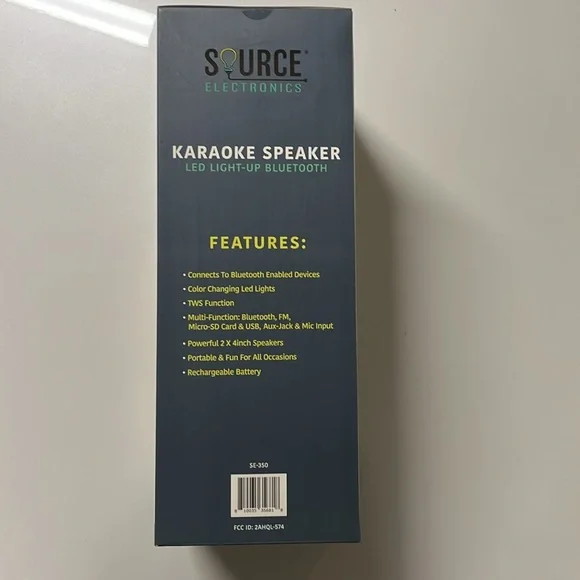 SOURCE
ELECTRONICS
KARAOKE SPEAKER
LED LIGHT-UP BLUETOOTH
FEATURES:
• Connects To Bluetooth Enabled Devices
• Color Changing Led Lights
• TWS Function
• Multi-Function: Bluetooth, FM,
Micro-SD Card & USB, Aux-Jack & Mic Input
• Powerful 2 X 4inch Speakers
• Portable & Fun For All Occasions
• Rechargeable Battery
SE-350
FCC ID: 2AHQL-574